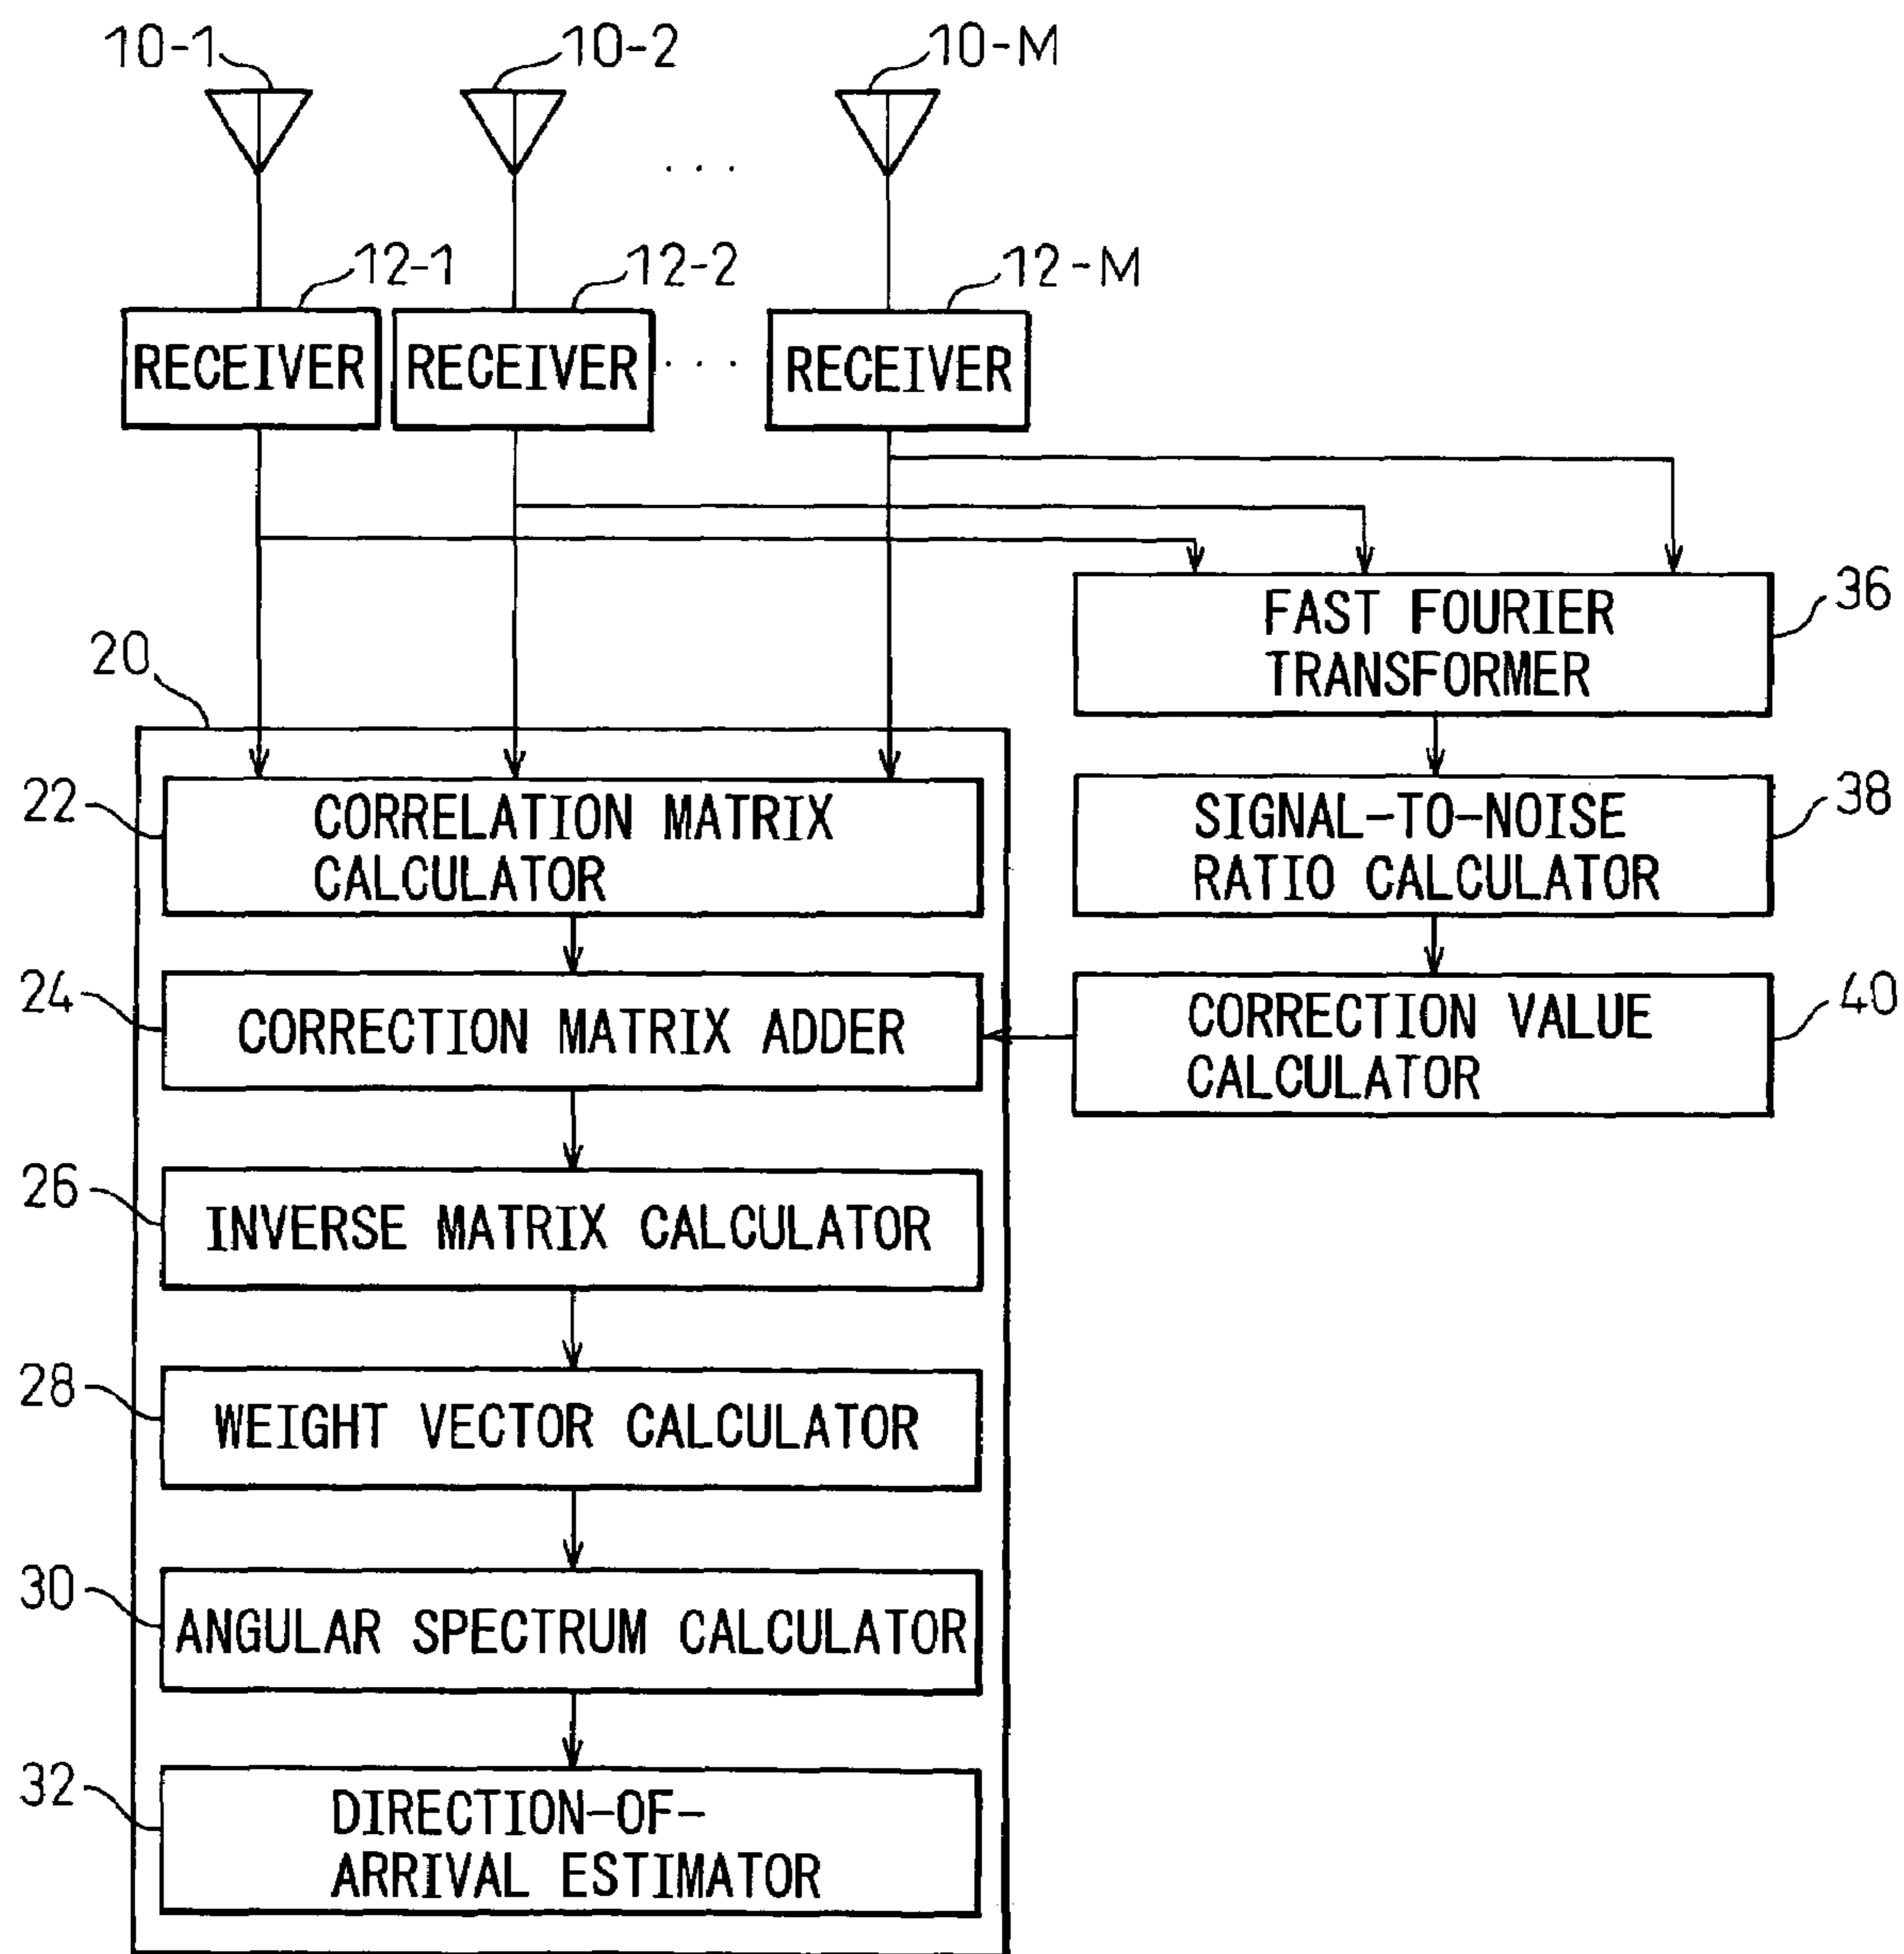 10-1
10-2
10-M
. . .
12-1
12-2
12-M
RECEIVER
RECEIVER
. . .
RECEIVER
FAST FOURIER
TRANSFORMER
36
20
22
CORRELATION MATRIX
CALCULATOR
SIGNAL-TO-NOISE
RATIO CALCULATOR
38
24
CORRECTION MATRIX ADDER
CORRECTION VALUE
CALCULATOR
40
26
INVERSE MATRIX CALCULATOR
28
WEIGHT VECTOR CALCULATOR
30
ANGULAR SPECTRUM CALCULATOR
32
DIRECTION-OF-
ARRIVAL ESTIMATOR